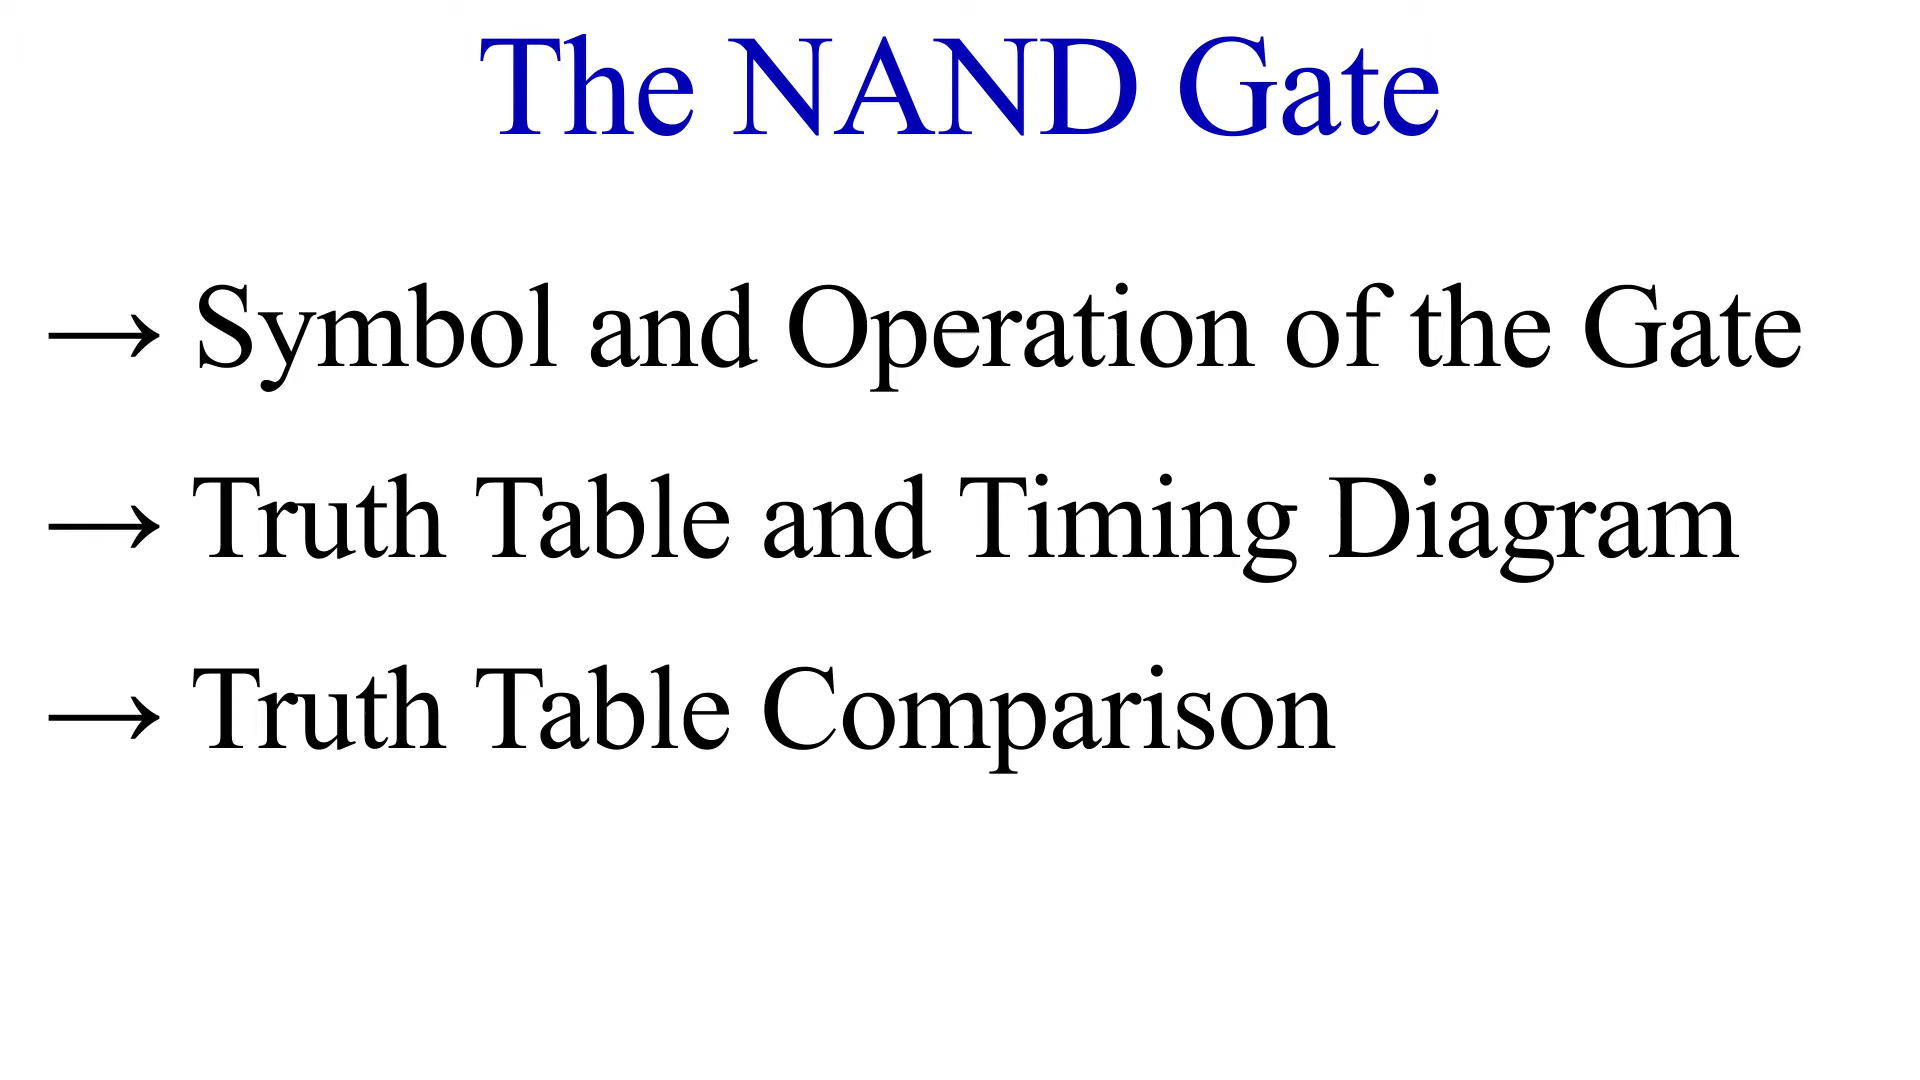 The NAND Gate
→ Symbol and Operation of the Gate
→ Truth Table and Timing Diagram
→ Truth Table Comparison